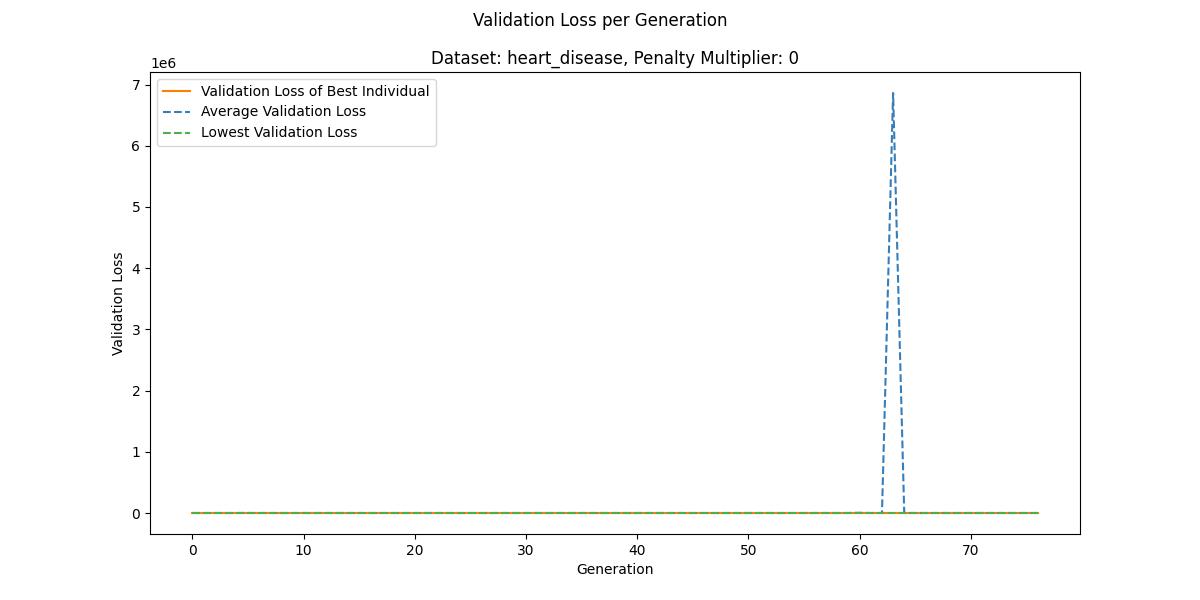 Validation Loss per Generation
Dataset: heart_disease, Penalty Multiplier: 0
1e6
Validation Loss of Best Individual
Average Validation Loss
Lowest Validation Loss
7
6
5
4
3
2
1
0
Validation Loss
0 10 20 30 40 50 60 70
Generation